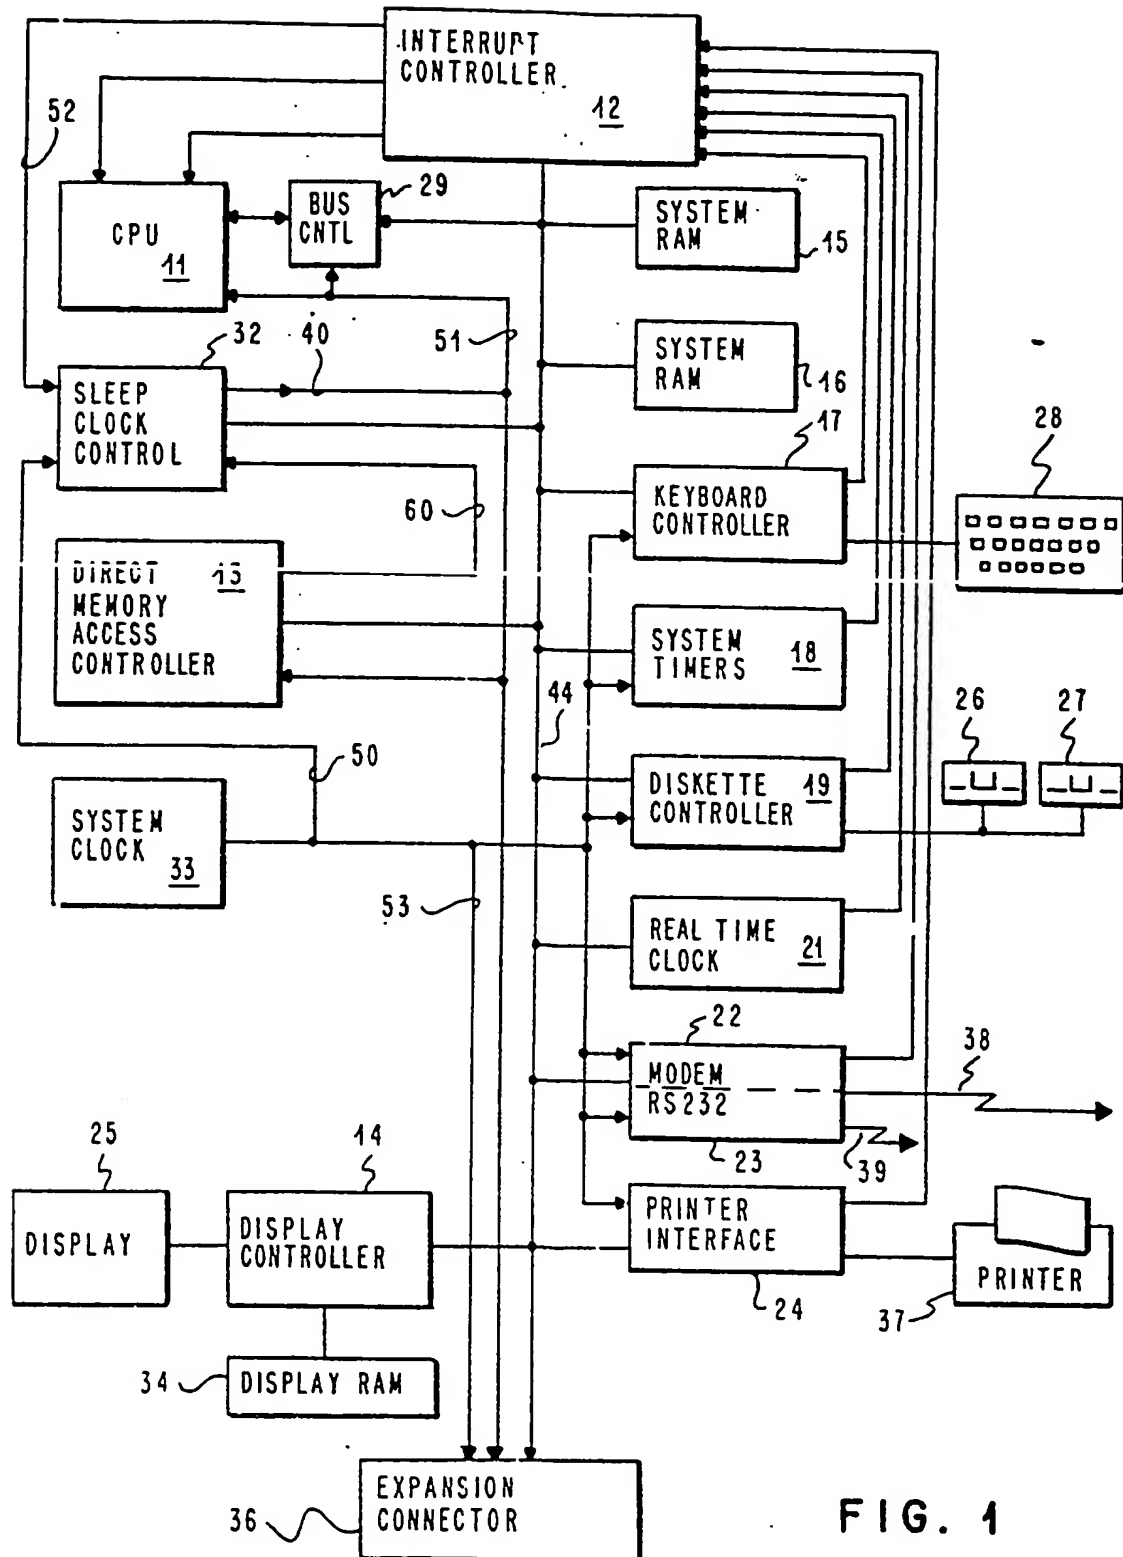 INTERRUPT
CONTROLLER
12
52
CPU
11
BUS
CNTL
29
SYSTEM
RAM
15
32
40
51
SLEEP
CLOCK
CONTROL
SYSTEM
RAM
16
17
28
60
KEYBOARD
CONTROLLER
DIRECT
MEMORY
ACCESS
CONTROLLER
13
SYSTEM
TIMERS
18
44
26
27
50
SYSTEM
CLOCK
33
DISKETTE
CONTROLLER
19
53
REAL TIME
CLOCK
21
22
38
MODEM
RS232
23
39
25
14
DISPLAY
DISPLAY
CONTROLLER
PRINTER
INTERFACE
24
PRINTER
37
34
DISPLAY RAM
EXPANSION
CONNECTOR
36
FIG. 1